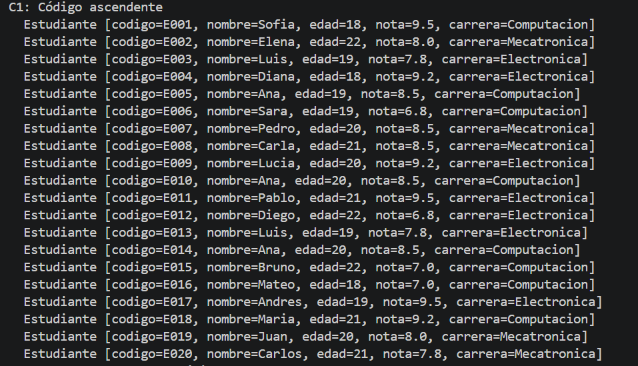 C1: Código ascendente
Estudiante [codigo=E001, nombre=Sofia, edad=18, nota=9.5, carrera=Computacion]
Estudiante [codigo=E002, nombre=Elena, edad=22, nota=8.0, carrera=Mecatronica]
Estudiante [codigo=E003, nombre=Luis, edad=19, nota=7.8, carrera=Electronica]
Estudiante [codigo=E004, nombre=Diana, edad=18, nota=9.2, carrera=Electronica]
Estudiante [codigo=E005, nombre=Ana, edad=19, nota=8.5, carrera=Computacion]
Estudiante [codigo=E006, nombre=Sara, edad=19, nota=6.8, carrera=Computacion]
Estudiante [codigo=E007, nombre=Pedro, edad=20, nota=8.5, carrera=Mecatronica]
Estudiante [codigo=E008, nombre=Carla, edad=21, nota=8.5, carrera=Mecatronica]
Estudiante [codigo=E009, nombre=Lucia, edad=20, nota=9.2, carrera=Electronica]
Estudiante [codigo=E010, nombre=Ana, edad=20, nota=8.5, carrera=Computacion]
Estudiante [codigo=E011, nombre=Pablo, edad=21, nota=9.5, carrera=Electronica]
Estudiante [codigo=E012, nombre=Diego, edad=22, nota=6.8, carrera=Electronica]
Estudiante [codigo=E013, nombre=Luis, edad=19, nota=7.8, carrera=Electronica]
Estudiante [codigo=E014, nombre=Ana, edad=20, nota=8.5, carrera=Computacion]
Estudiante [codigo=E015, nombre=Bruno, edad=22, nota=7.0, carrera=Computacion]
Estudiante [codigo=E016, nombre=Mateo, edad=18, nota=7.0, carrera=Computacion]
Estudiante [codigo=E017, nombre=Andres, edad=19, nota=9.5, carrera=Electronica]
Estudiante [codigo=E018, nombre=Maria, edad=21, nota=9.2, carrera=Computacion]
Estudiante [codigo=E019, nombre=Juan, edad=20, nota=8.0, carrera=Mecatronica]
Estudiante [codigo=E020, nombre=Carlos, edad=21, nota=7.8, carrera=Mecatronica]